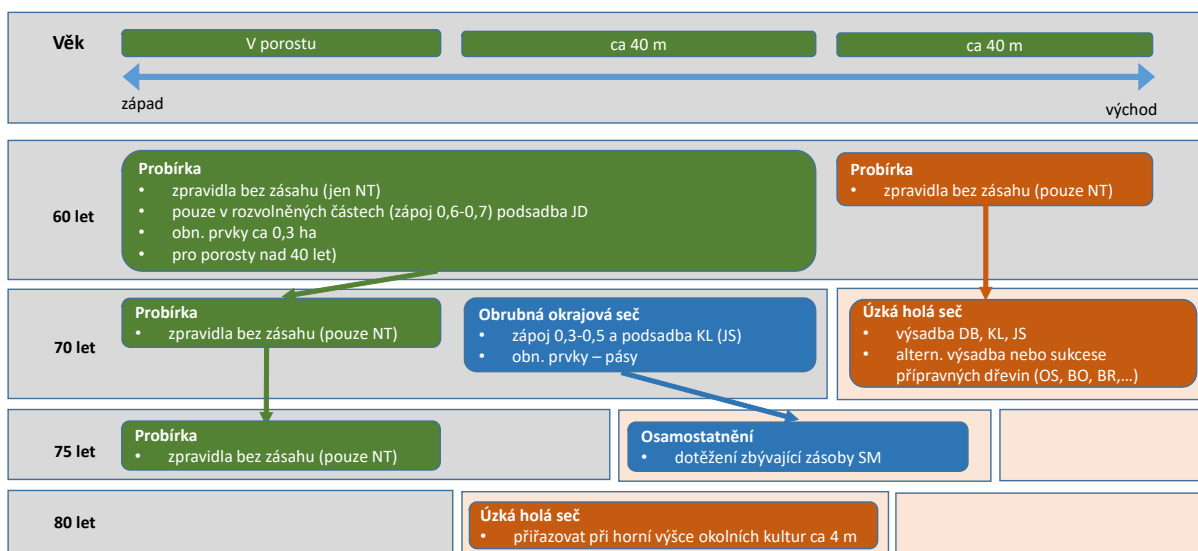 Věk
V porostu
ca 40 m
ca 40 m
západ
východ
60 let
Probírka
• zpravidla bez zásahu (jen NT)
• pouze v rozvolněných částech (zápoj 0,6-0,7) podsadba JD
• obn. prvky ca 0,3 ha
• pro porosty nad 40 let)
Probírka
• zpravidla bez zásahu (pouze NT)
70 let
Probírka
• zpravidla bez zásahu (pouze NT)
Obrubná okrajová seč
• zápoj 0,3-0,5 a podsadba KL (JS)
• obn. prvky – pásy
Úzká holá seč
• výsadba DB, KL, JS
• altern. výsadba nebo sukcese
přípravných dřevin (OS, BO, BR,...)
75 let
Probírka
• zpravidla bez zásahu (pouze NT)
Osamostatnění
• dotěžení zbývající zásoby SM
80 let
Úzká holá seč
• přiřazovat při horní výšce okolních kultur ca 4 m